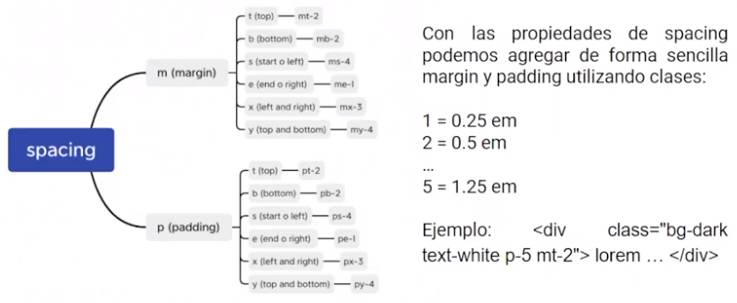 spacing
m (margin)
t (top) mt-2
b (bottom) mb-2
s (start o left) ms-4
e (end o right) me-1
x (left and right) mx-3
y (top and bottom) my-4
p (padding)
t (top) pt-2
b (bottom) pb-2
s (start o left) ps-4
e (end o right) pe-1
x (left and right) px-3
y (top and bottom) py-4
Con las propiedades de spacing
podemos agregar de forma sencilla
margin y padding utilizando clases:
1 = 0.25 em
2 = 0.5 em
...
5 = 1.25 em
Ejemplo: <div class="bg-dark
text-white p-5 mt-2"> lorem … </div>